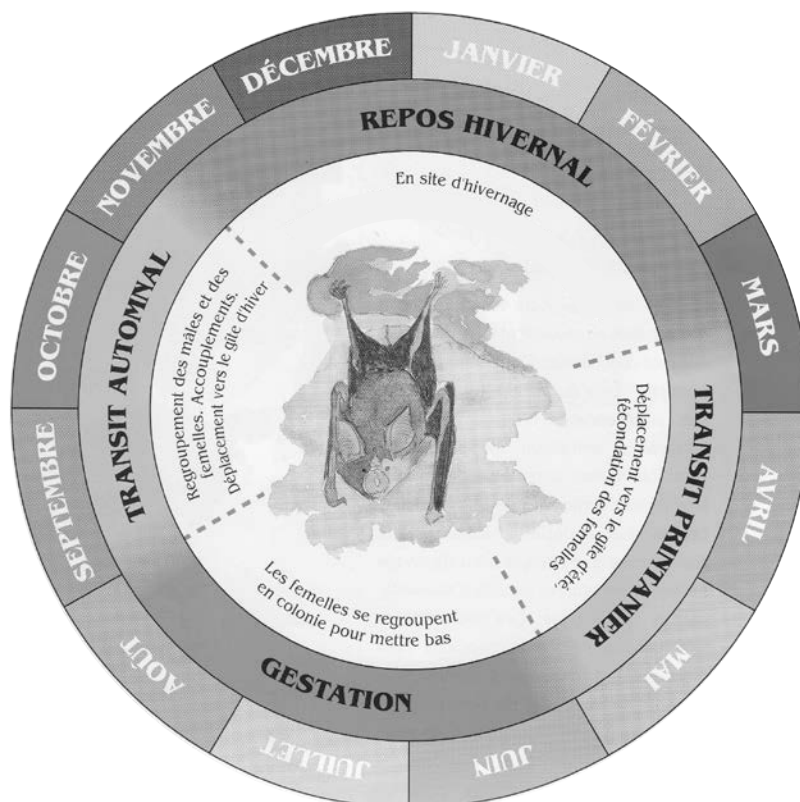 JANVIER
FÉVRIER
MARS
AVRIL
MAI
JUIN
JUILLET
AOÛT
SEPTEMBRE
OCTOBRE
NOVEMBRE
DÉCEMBRE
REPOS HIVERNAL
En site d'hivernage
TRANSIT PRINTANIER
Déplacement vers le gîte d'été,
fécondation des femelles
GESTATION
Les femelles se regroupent
en colonie pour mettre bas
TRANSIT AUTOMNAL
Regroupement des mâles et des
femelles. Accouplements.
Déplacement vers le gîte d'hiver